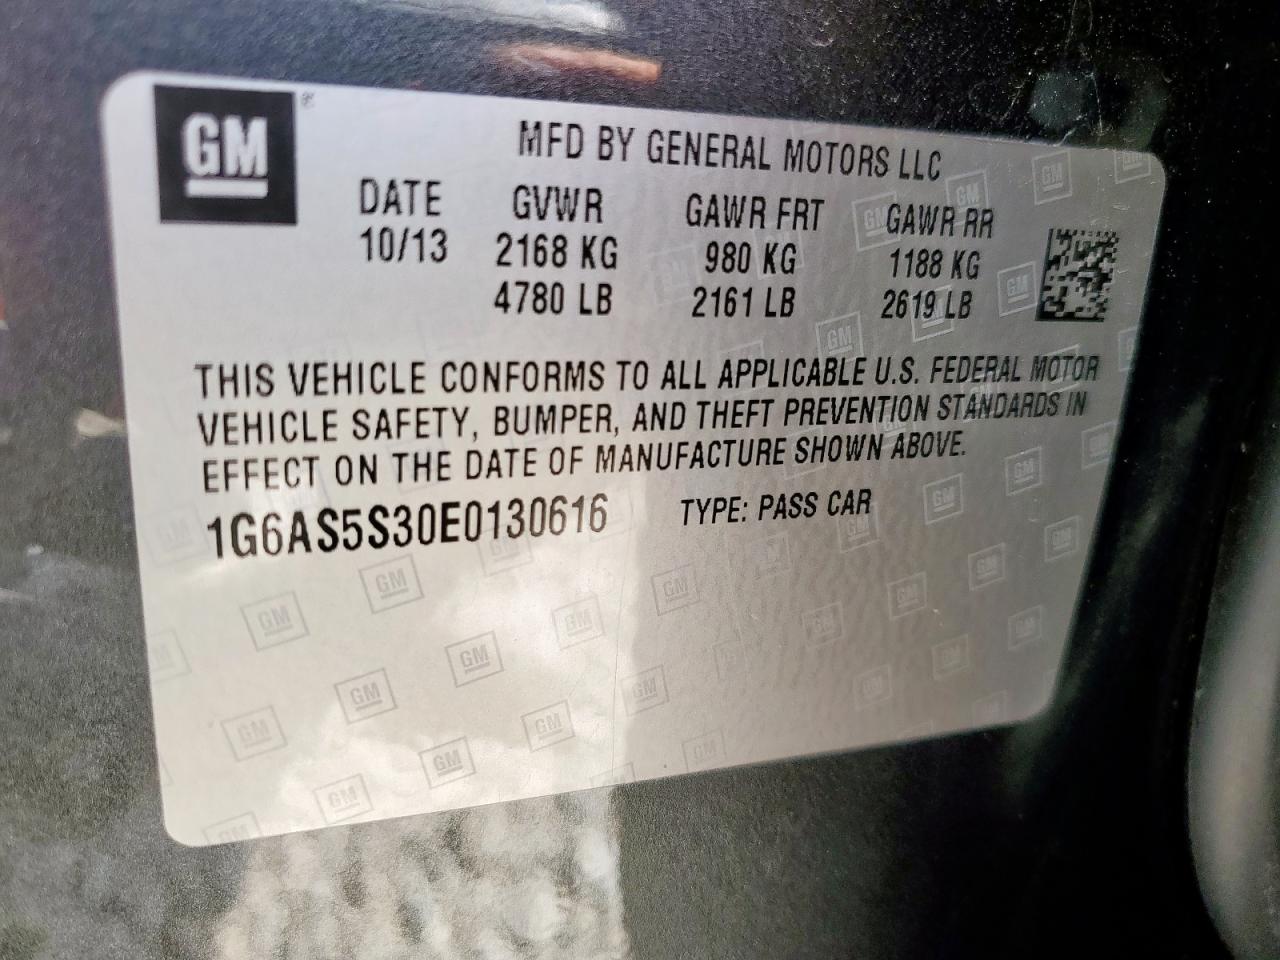 GM
MFD BY GENERAL MOTORS LLC
DATE GVWR GAWR FRT GAWR RR
10/13 2168 KG 980 KG 1188 KG
4780 LB 2161 LB 2619 LB
THIS VEHICLE CONFORMS TO ALL APPLICABLE U.S. FEDERAL MOTOR
VEHICLE SAFETY, BUMPER, AND THEFT PREVENTION STANDARDS IN
EFFECT ON THE DATE OF MANUFACTURE SHOWN ABOVE.
1G6AS5S30E0130616 TYPE: PASS CAR